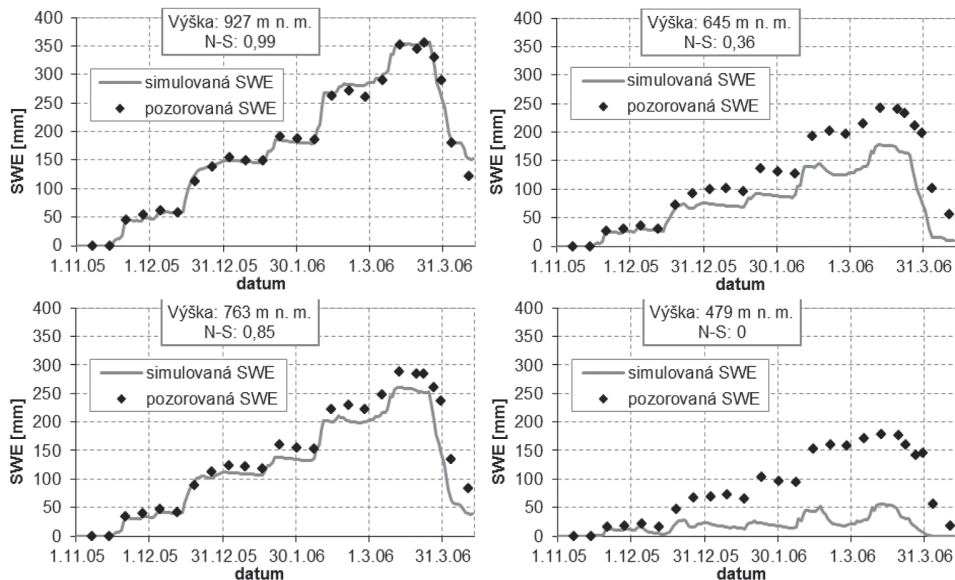 Výška: 927 m n. m.
N-S: 0,99
simulovaná SWE
pozorovaná SWE
SWE [mm]
400
350
300
250
200
150
100
50
0
1.11.05 1.12.05 31.12.05 30.1.06 1.3.06 31.3.06
datum
Výška: 645 m n. m.
N-S: 0,36
simulovaná SWE
pozorovaná SWE
SWE [mm]
400
350
300
250
200
150
100
50
0
1.11.05 1.12.05 31.12.05 30.1.06 1.3.06 31.3.06
datum
Výška: 763 m n. m.
N-S: 0,85
simulovaná SWE
pozorovaná SWE
SWE [mm]
400
350
300
250
200
150
100
50
0
1.11.05 1.12.05 31.12.05 30.1.06 1.3.06 31.3.06
datum
Výška: 479 m n. m.
N-S: 0
simulovaná SWE
pozorovaná SWE
SWE [mm]
400
350
300
250
200
150
100
50
0
1.11.05 1.12.05 31.12.05 30.1.06 1.3.06 31.3.06
datum